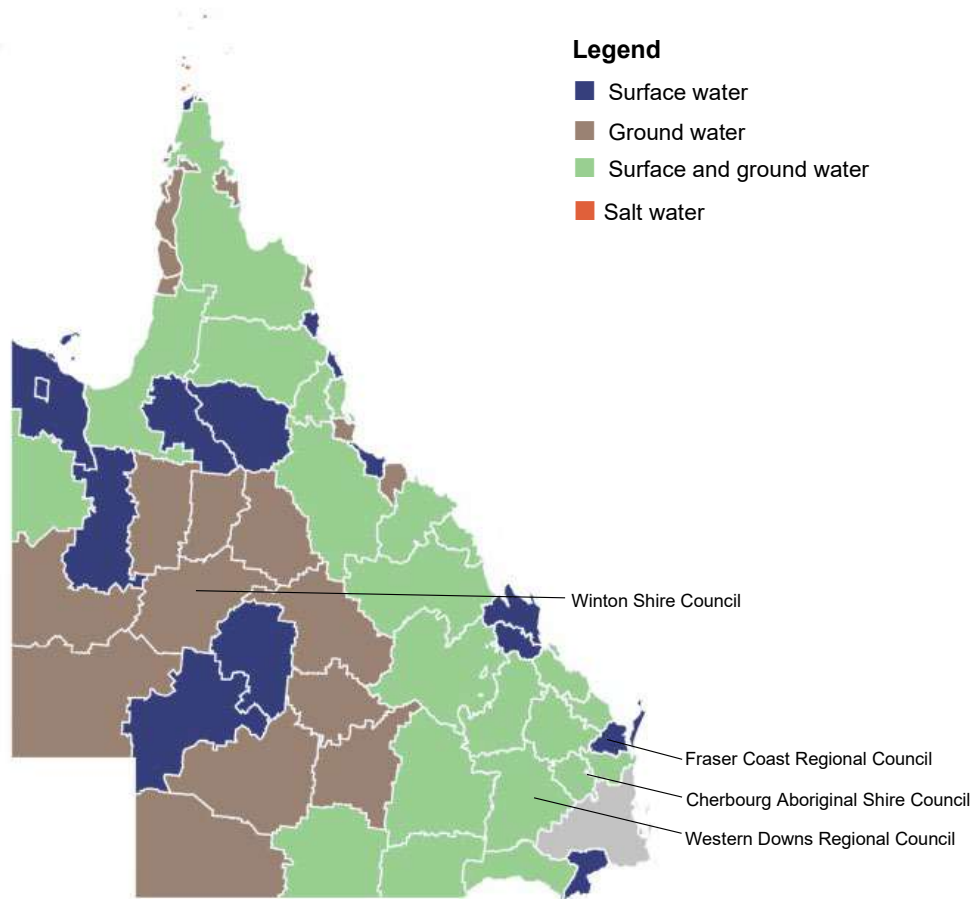 Legend
Surface water
Ground water
Surface and ground water
Salt water
Winton Shire Council
Fraser Coast Regional Council
Cherbourg Aboriginal Shire Council
Western Downs Regional Council